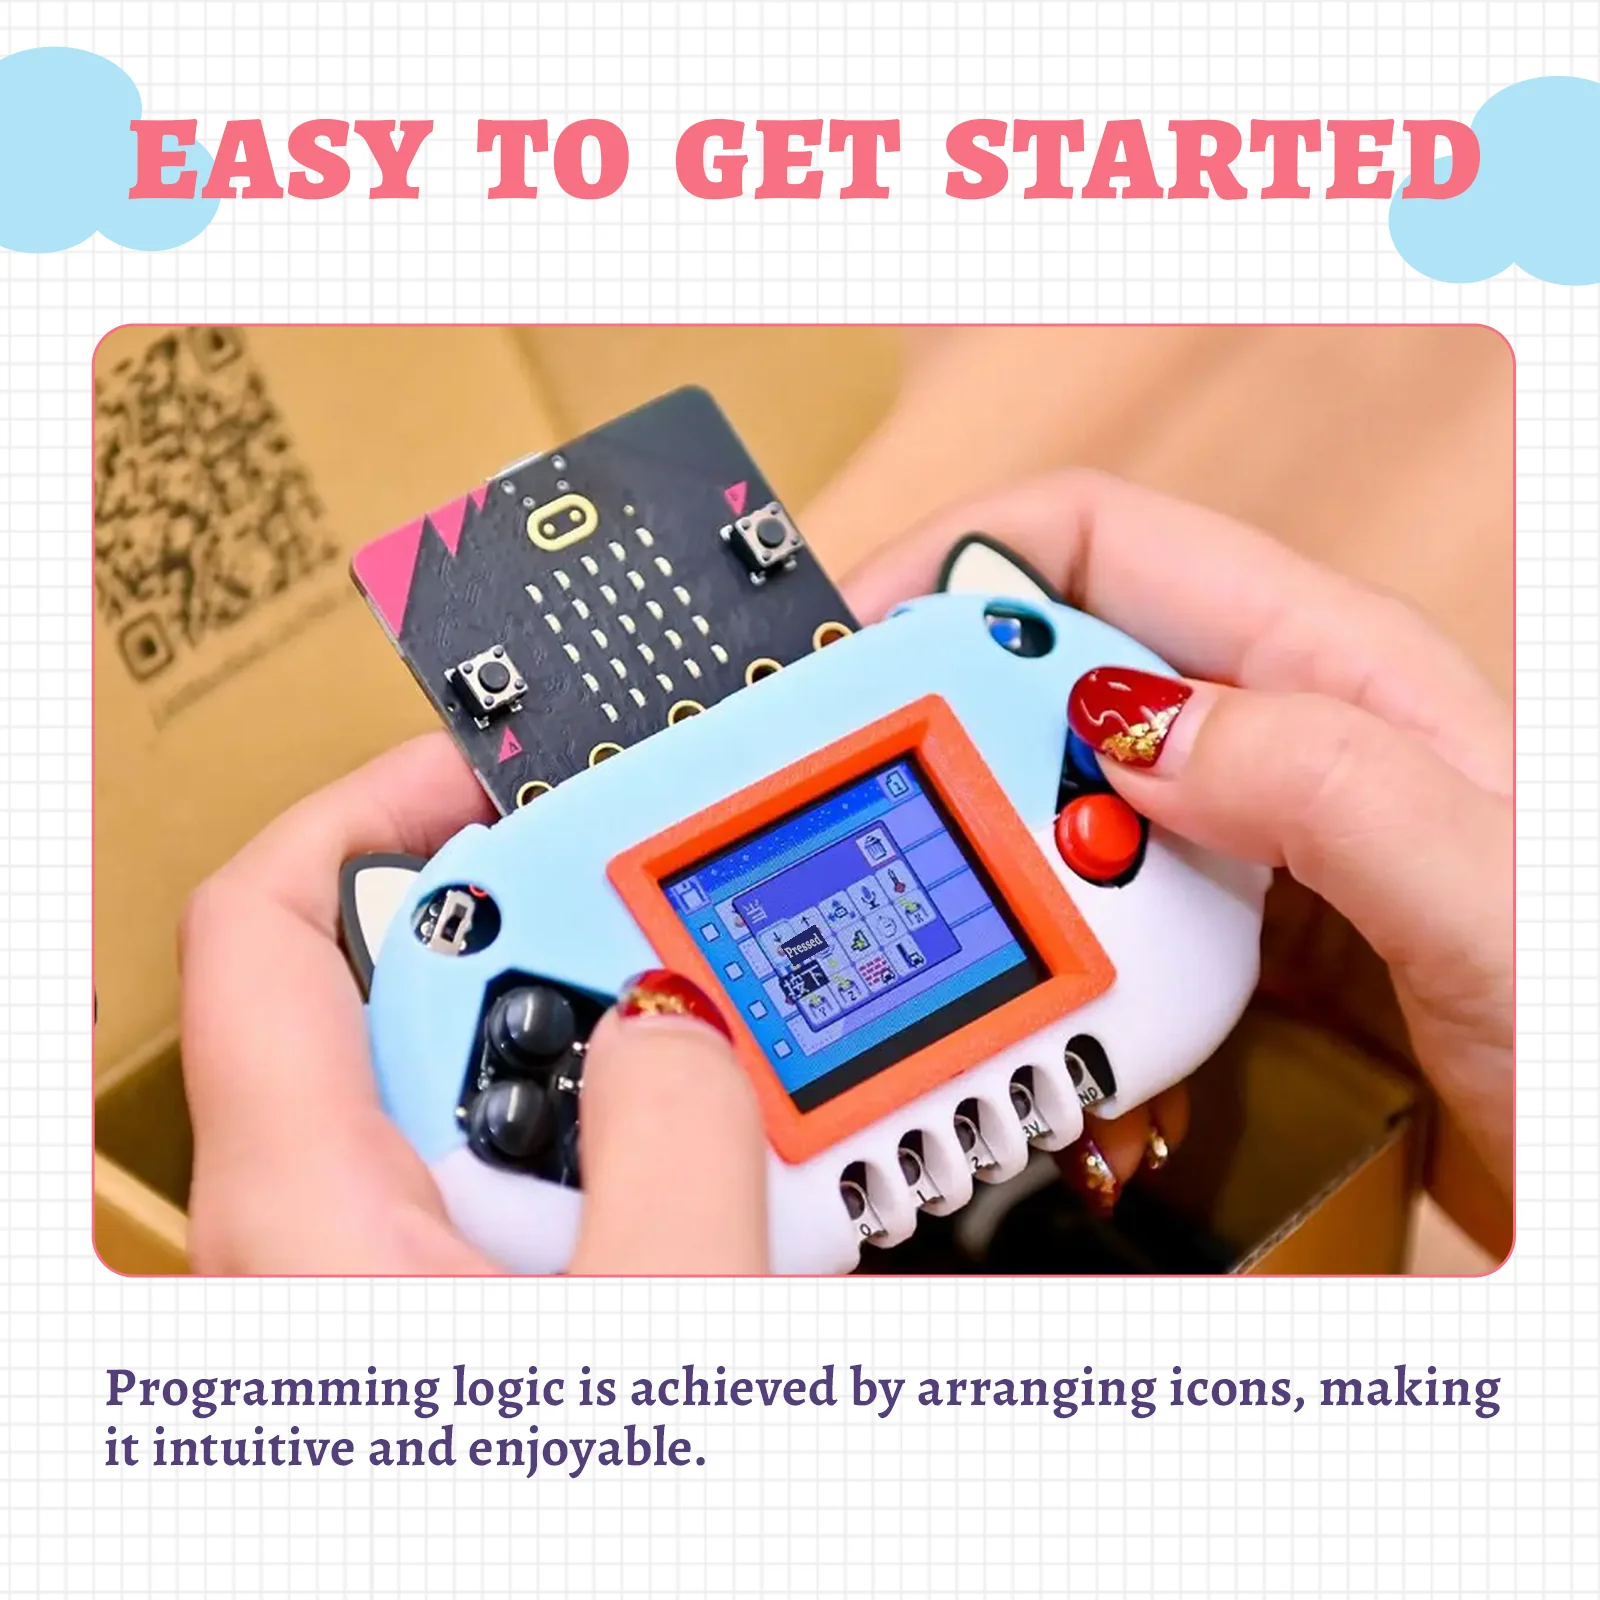 EASY TO GET STARTED
B
A
1
Pressed
按下
0
1
2
3V
GND
Programming logic is achieved by arranging icons, making
it intuitive and enjoyable.